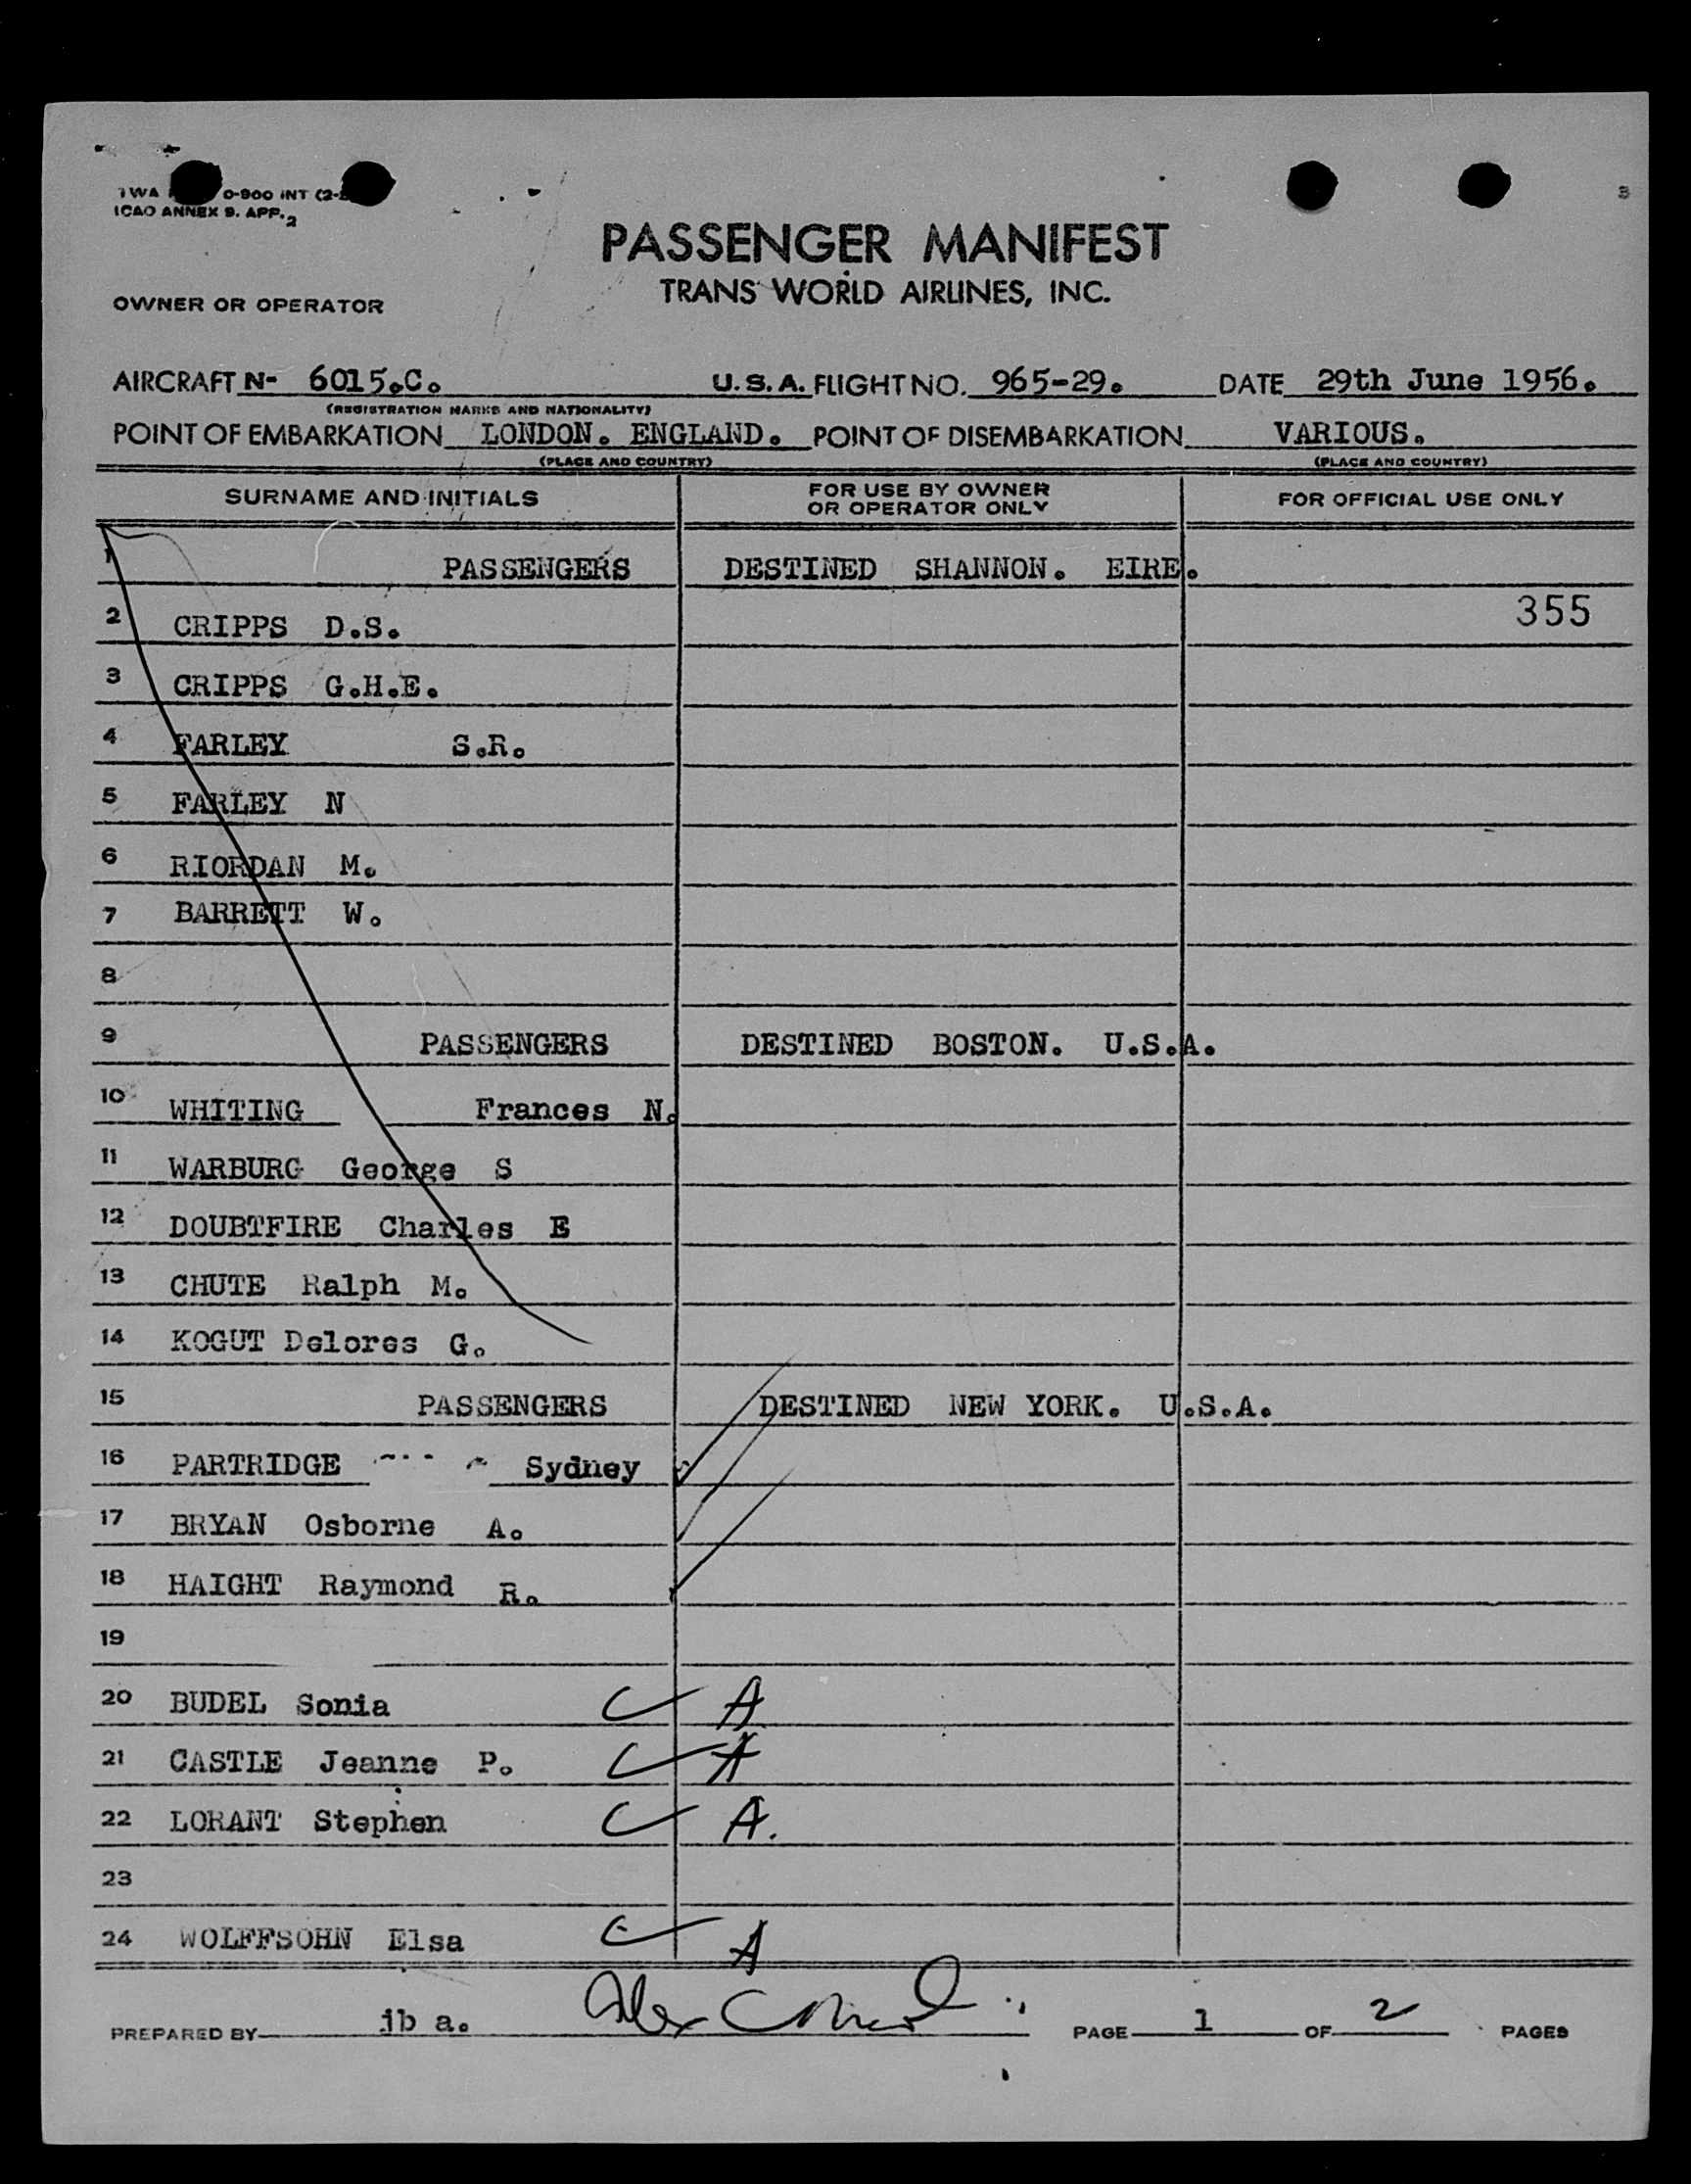 3
TWA 0-900 INT (2-
ICAO ANNEX 9. APP. 2
PASSENGER MANIFEST
TRANS WORLD AIRLINES, INC.
OWNER OR OPERATOR
AIRCRAFT N- 6015.C. U.S.A. FLIGHT NO. 965-29. DATE 29th June 1956.
(REGISTRATION MARKS AND NATIONALITY)
POINT OF EMBARKATION LONDON. ENGLAND. POINT OF DISEMBARKATION VARIOUS.
(PLACE AND COUNTRY) (PLACE AND COUNTRY)
SURNAME AND INITIALS FOR USE BY OWNER OR OPERATOR ONLY FOR OFFICIAL USE ONLY
1 PASSENGERS DESTINED SHANNON. EIRE.
2 CRIPPS D.S. 355
3 CRIPPS G.H.E.
4 FARLEY S.R.
5 FARLEY N
6 RIORDAN M.
7 BARRETT W.
8
9 PASSENGERS DESTINED BOSTON. U.S.A.
10 WHITING Frances N.
11 WARBURG George S
12 DOUBTFIRE Charles E
13 CHUTE Ralph M.
14 KOGUT Delores G.
15 PASSENGERS DESTINED NEW YORK. U.S.A.
16 PARTRIDGE Sydney
17 BRYAN Osborne A.
18 HAIGHT Raymond R.
19
20 BUDEL Sonia A
21 CASTLE Jeanne P. A
22 LORANT Stephen A.
23
24 WOLFFSOHN Elsa A
PREPARED BY jb a. Alex PAGE 1 OF 2 PAGES